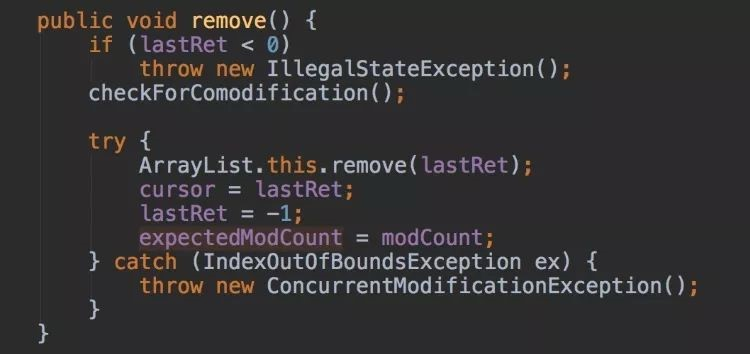 public void remove() {
if (lastRet < 0)
throw new IllegalStateException();
checkForComodification();
try {
ArrayList.this.remove(lastRet);
cursor = lastRet;
lastRet = -1;
expectedModCount = modCount;
} catch (IndexOutOfBoundsException ex) {
throw new ConcurrentModificationException();
}
}